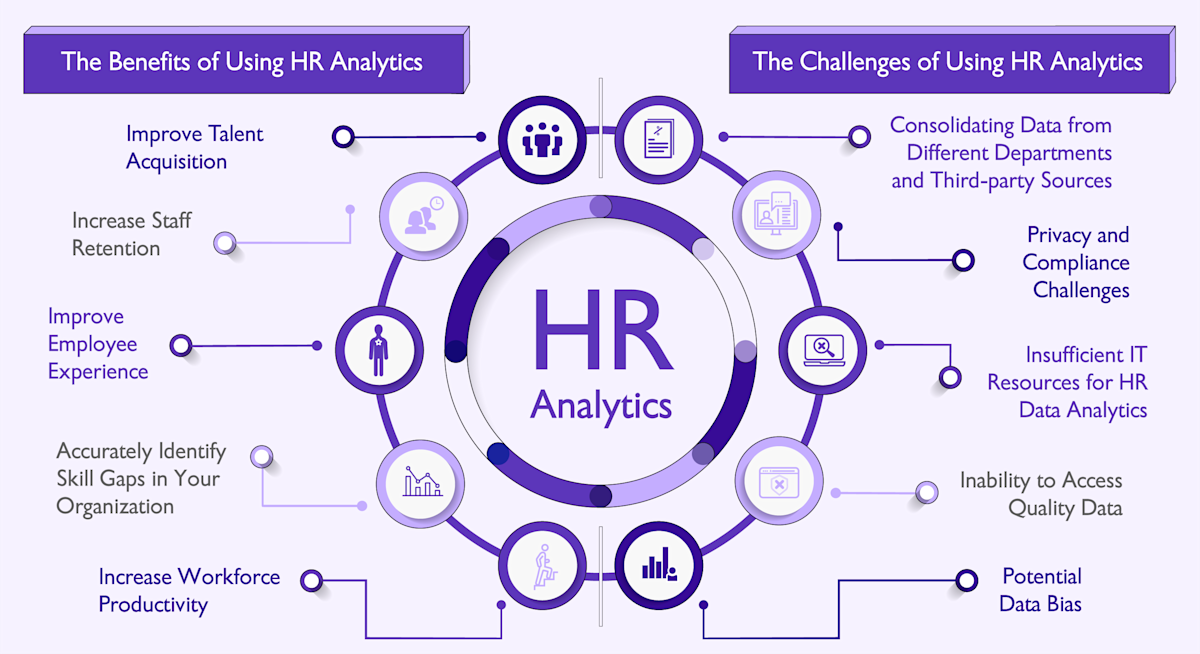 The Benefits of Using HR Analytics
Improve Talent
Acquisition
Increase Staff
Retention
Improve
Employee
Experience
Accurately Identify
Skill Gaps in Your
Organization
Increase Workforce
Productivity
HR
Analytics
The Challenges of Using HR Analytics
Consolidating Data from
Different Departments
and Third-party Sources
Privacy and
Compliance
Challenges
Insufficient IT
Resources for HR
Data Analytics
Inability to Access
Quality Data
Potential
Data Bias